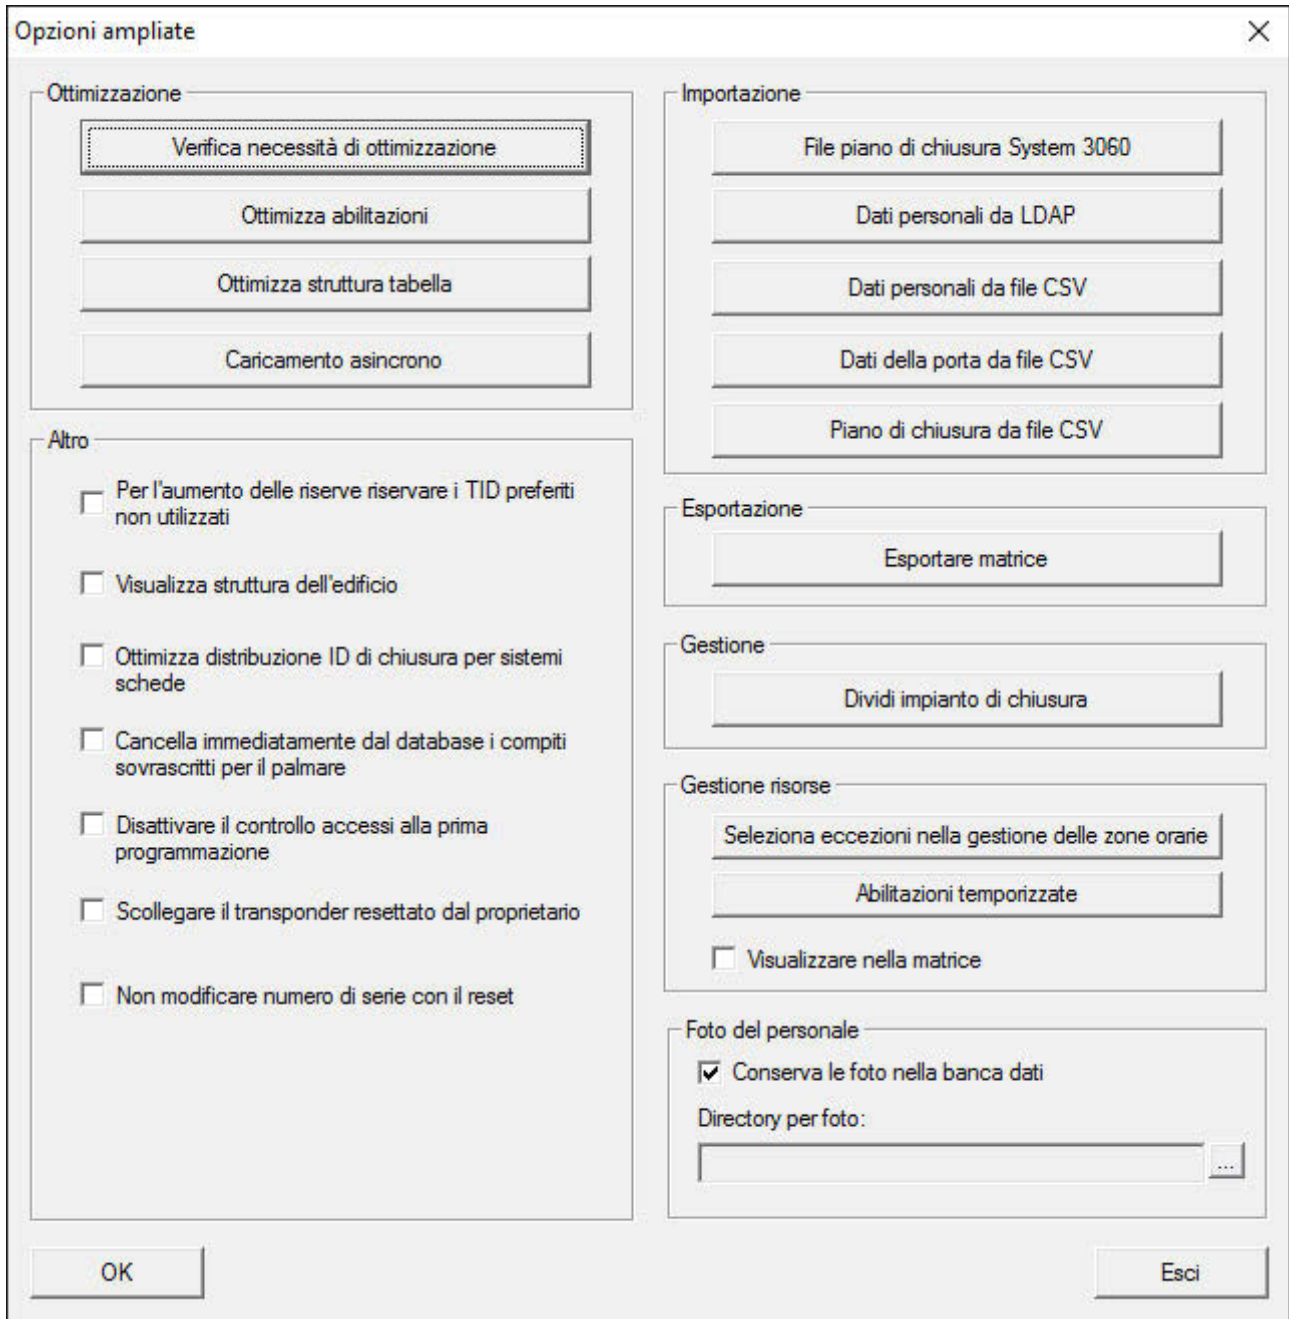 Opzioni ampliate
Ottimizzazione
Verifica necessità di ottimizzazione
Ottimizza abilitazioni
Ottimizza struttura tabella
Caricamento asincrono
Altro
Per l'aumento delle riserve riservare i TID preferiti
non utilizzati
Visualizza struttura dell'edificio
Ottimizza distribuzione ID di chiusura per sistemi
schede
Cancella immediatamente dal database i compiti
sovrascritti per il palmare
Disattivare il controllo accessi alla prima
programmazione
Scollegare il transponder resettato dal proprietario
Non modificare numero di serie con il reset
Importazione
File piano di chiusura System 3060
Dati personali da LDAP
Dati personali da file CSV
Dati della porta da file CSV
Piano di chiusura da file CSV
Esportazione
Esportare matrice
Gestione
Dividi impianto di chiusura
Gestione risorse
Seleziona eccezioni nella gestione delle zone orarie
Abilitazioni temporizzate
Visualizzare nella matrice
Foto del personale
Conserva le foto nella banca dati
Directory per foto:
...
OK
Esci